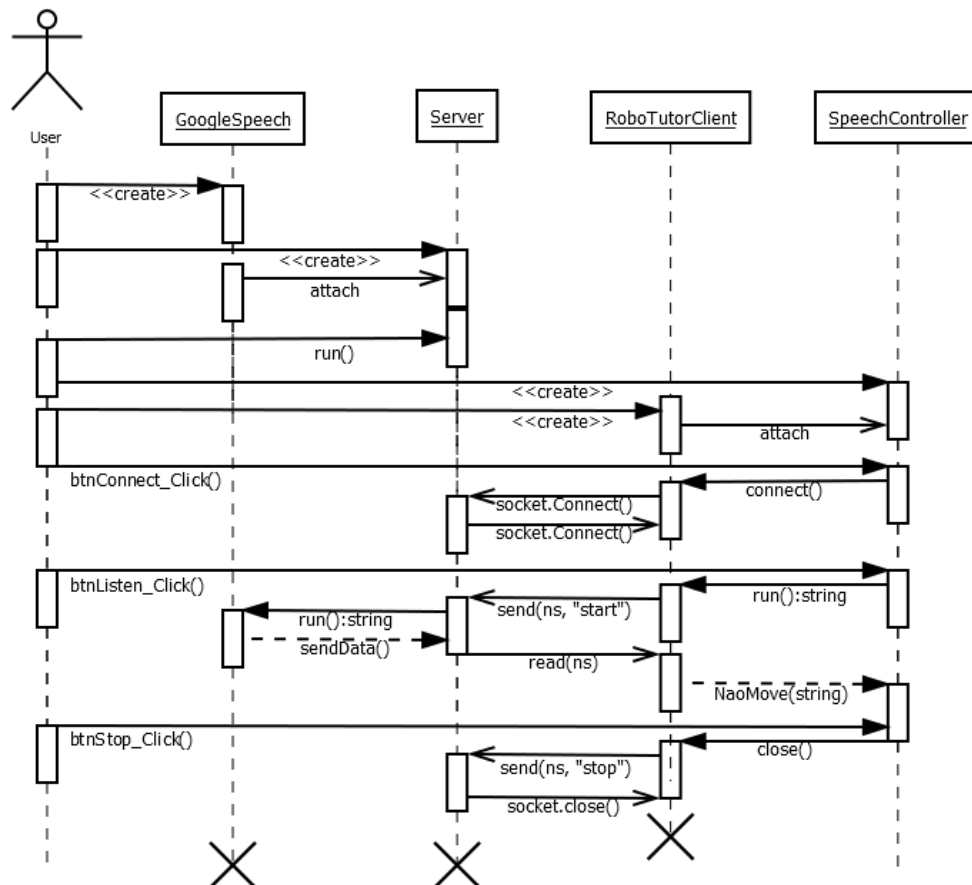 User
GoogleSpeech
Server
RoboTutorClient
SpeechController
<<create>>
<<create>>
attach
run()
<<create>>
<<create>>
attach
btnConnect_Click()
connect()
socket.Connect()
socket.Connect()
btnListen_Click()
run():string
send(ns, "start")
run():string
sendData()
read(ns)
NaoMove(string)
btnStop_Click()
close()
send(ns, "stop")
socket.close()